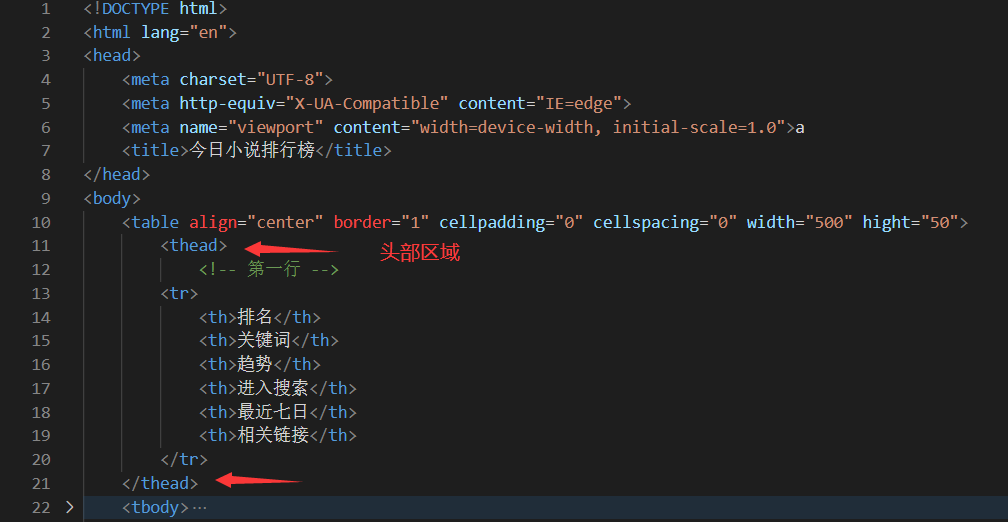 1 <!DOCTYPE html>
2 <html lang="en">
3 <head>
4 <meta charset="UTF-8">
5 <meta http-equiv="X-UA-Compatible" content="IE=edge">
6 <meta name="viewport" content="width=device-width, initial-scale=1.0">a
7 <title>今日小说排行榜</title>
8 </head>
9 <body>
10 <table align="center" border="1" cellpadding="0" cellspacing="0" width="500" hight="50">
11 <thead> 头部区域
12 <!-- 第一行 -->
13 <tr>
14 <th>排名</th>
15 <th>关键词</th>
16 <th>趋势</th>
17 <th>进入搜索</th>
18 <th>最近七日</th>
19 <th>相关链接</th>
20 </tr>
21 </thead>
22 > <tbody>⋯